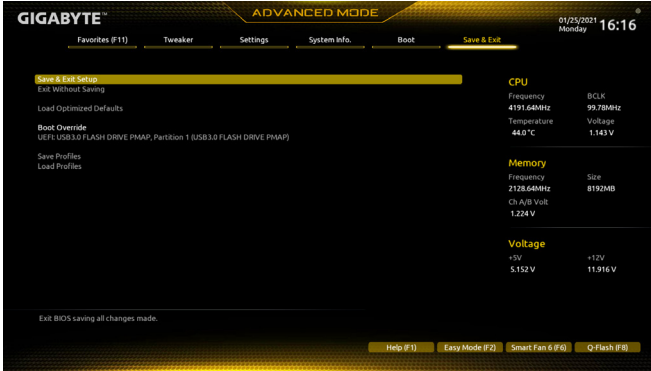 GIGABYTE™
ADVANCED MODE
01/25/2021 Monday 16:16
Favorites (F11) Tweaker Settings System Info. Boot Save & Exit
Save & Exit Setup
Exit Without Saving
Load Optimized Defaults
Boot Override
UEFI: USB3.0 FLASH DRIVE PMAP, Partition 1 (USB3.0 FLASH DRIVE PMAP)
Save Profiles
Load Profiles
CPU
Frequency BCLK
4191.64MHz 99.78MHz
Temperature Voltage
44.0 °C 1.143 V
Memory
Frequency Size
2128.64MHz 8192MB
Ch A/B Volt
1.224 V
Voltage
+5V +12V
5.152 V 11.916 V
Exit BIOS saving all changes made.
Help (F1) Easy Mode (F2) Smart Fan 6 (F6) Q-Flash (F8)